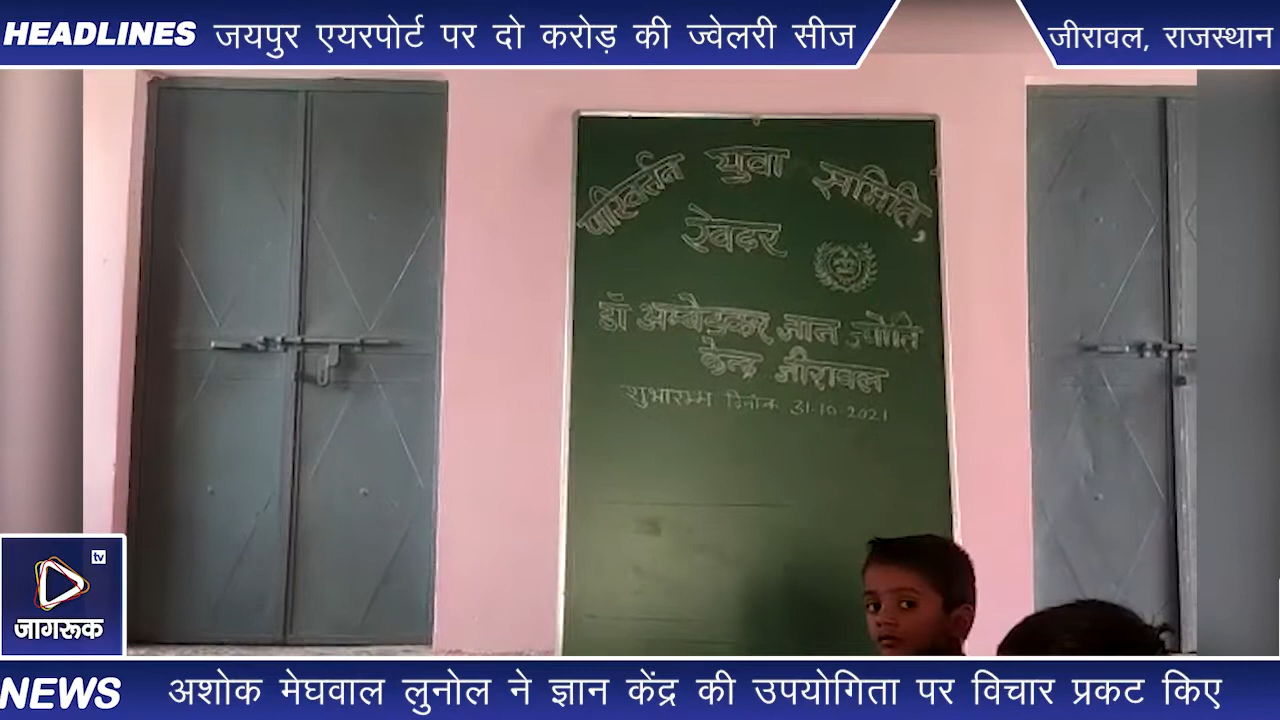 HEADLINES जयपुर एयरपोर्ट पर दो करोड़ की ज्वेलरी सीज
जीरावल, राजस्थान
परिवर्तन युवा समिति,
रेवदर
डॉ अम्बेडकर ज्ञान ज्योति
केन्द्र जीरावल
शुभारम्भ दिनांक 31-10-2021
tv
जागरूक
NEWS अशोक मेघवाल लुनोल ने ज्ञान केंद्र की उपयोगिता पर विचार प्रकट किए